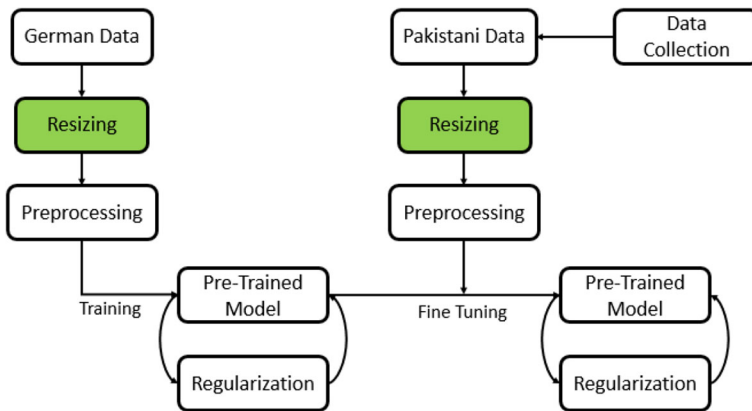 German Data
Pakistani Data
Data
Collection
Resizing
Resizing
Preprocessing
Preprocessing
Training
Pre-Trained
Model
Fine Tuning
Pre-Trained
Model
Regularization
Regularization